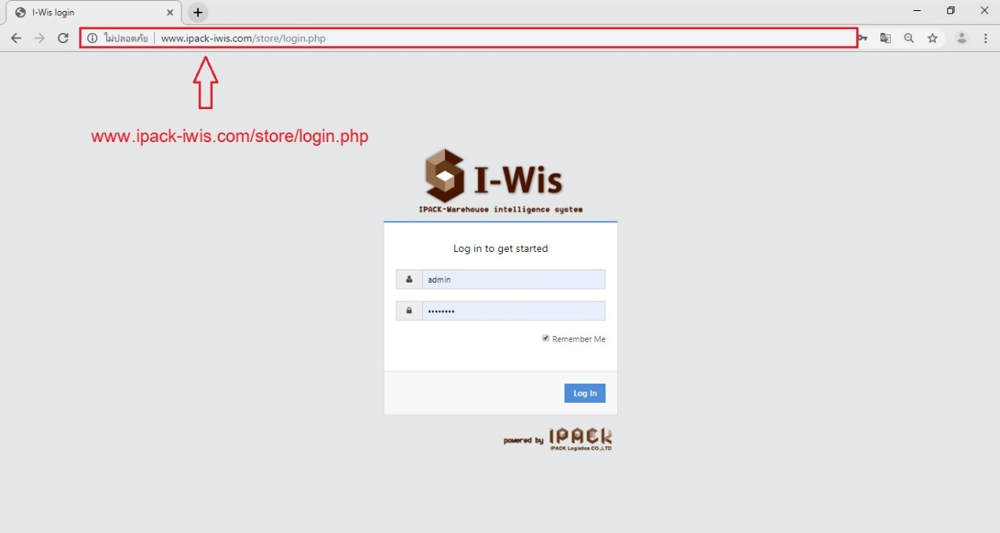 I-Wis login
ไม่ปลอดภัย www.ipack-iwis.com/store/login.php
www.ipack-iwis.com/store/login.php
I-Wis
IPACK-Warehouse intelligence system
Log in to get started
admin
••••••••
Remember Me
Log In
powered by IPACK
IPACK Logistics CO.,LTD